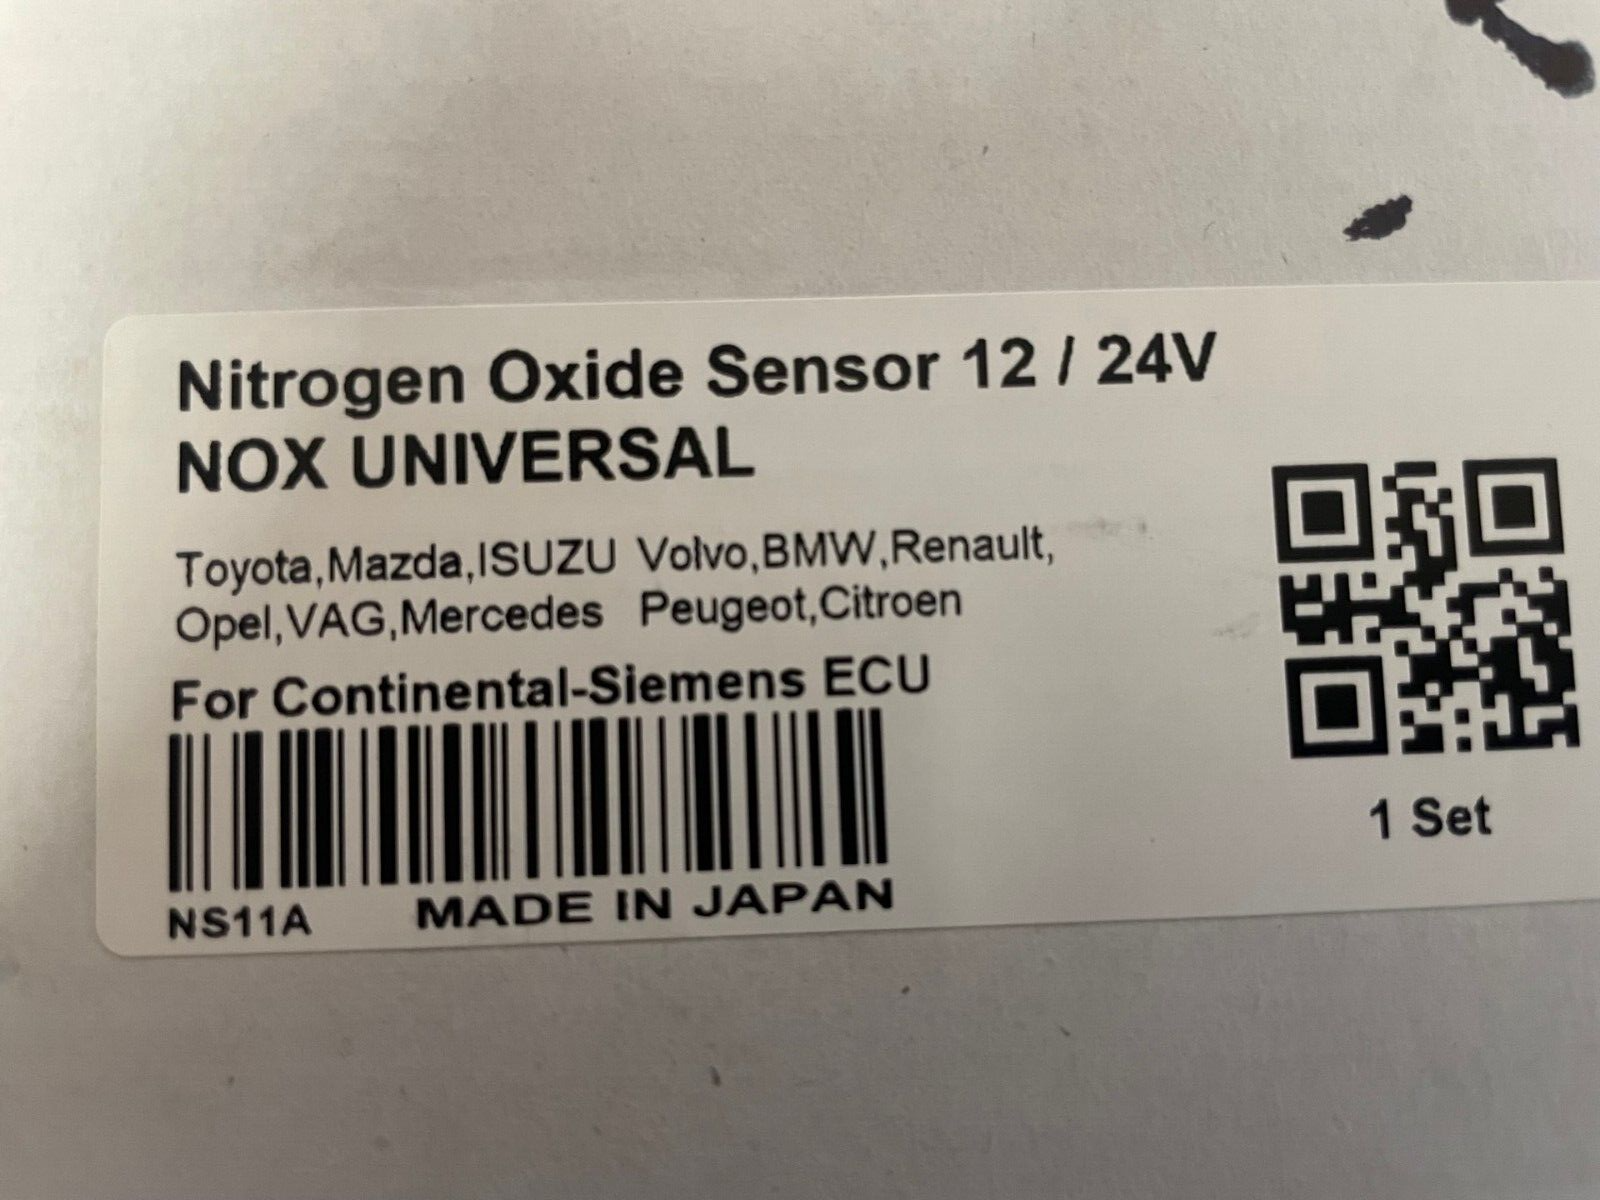 Nitrogen Oxide Sensor 12 / 24V
NOX UNIVERSAL
Toyota,Mazda,ISUZU Volvo,BMW,Renault,
Opel,VAG,Mercedes Peugeot,Citroen
For Continental-Siemens ECU
NS11A MADE IN JAPAN
1 Set